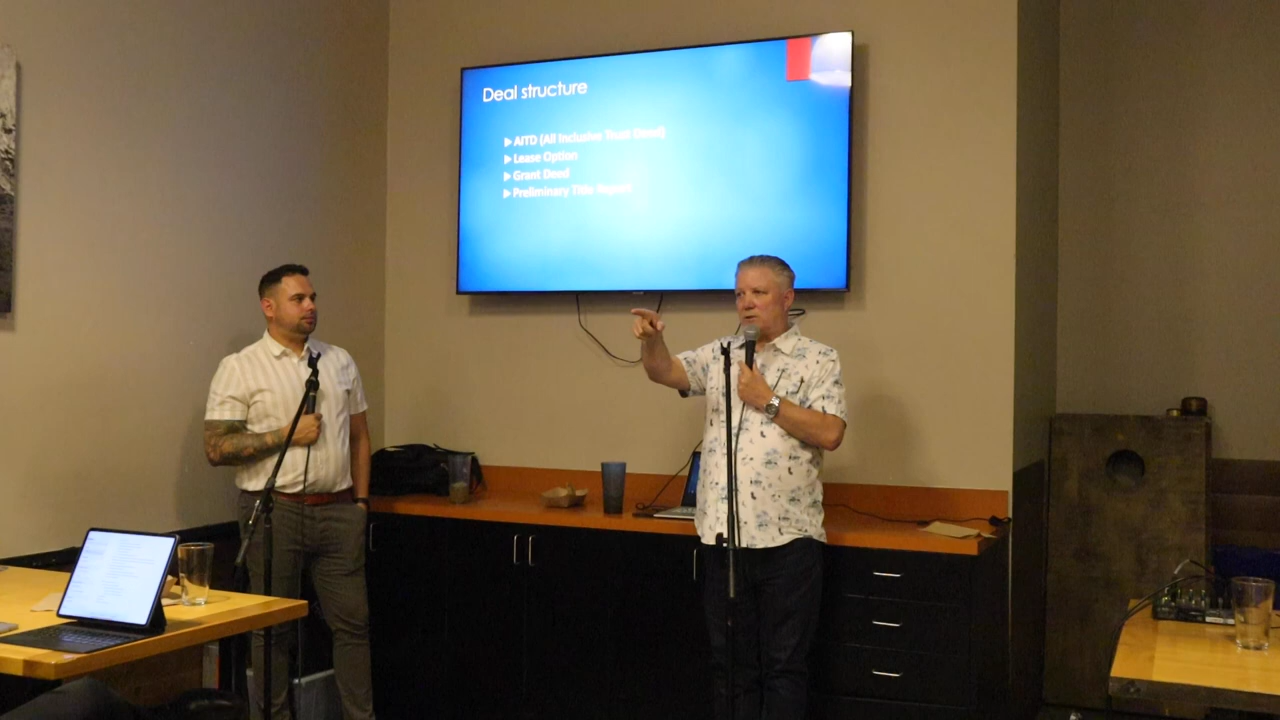 Deal structure
AITD (All Inclusive Trust Deed)
Lease Option
Grant Deed
Preliminary Title Report